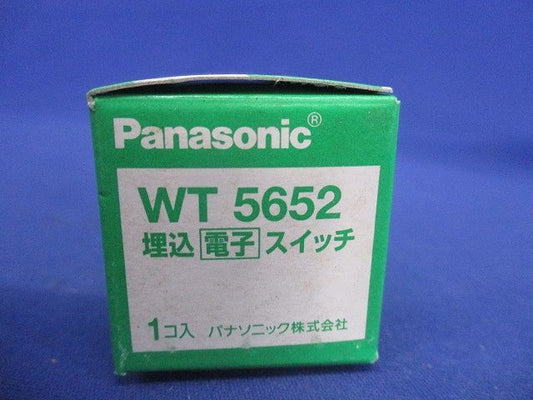 Panasonic®
WT 5652
埋込 電子 スイッチ
1コ入 パナソニック株式会社